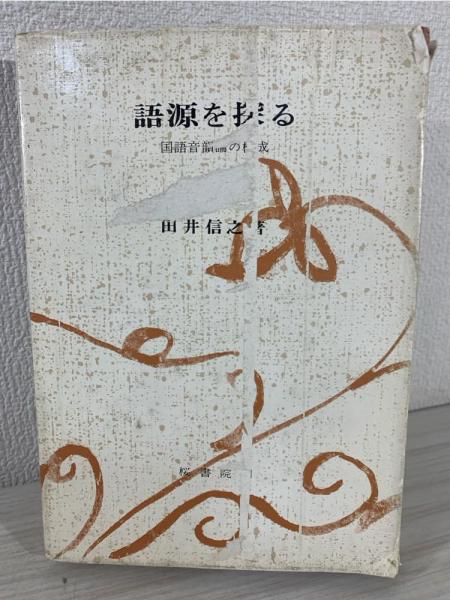 語源を探る
国語音韻論の構成
田井信之著
桜書院